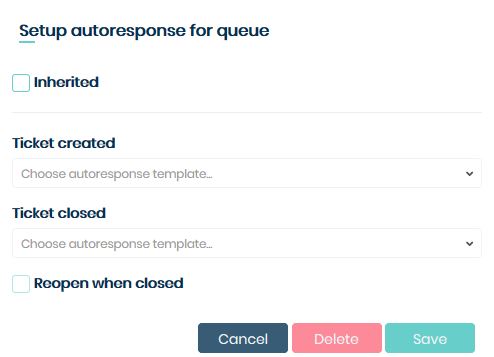 Setup autoresponse for queue
Inherited
Ticket created
Choose autoresponse template...
Ticket closed
Choose autoresponse template...
Reopen when closed
Cancel Delete Save